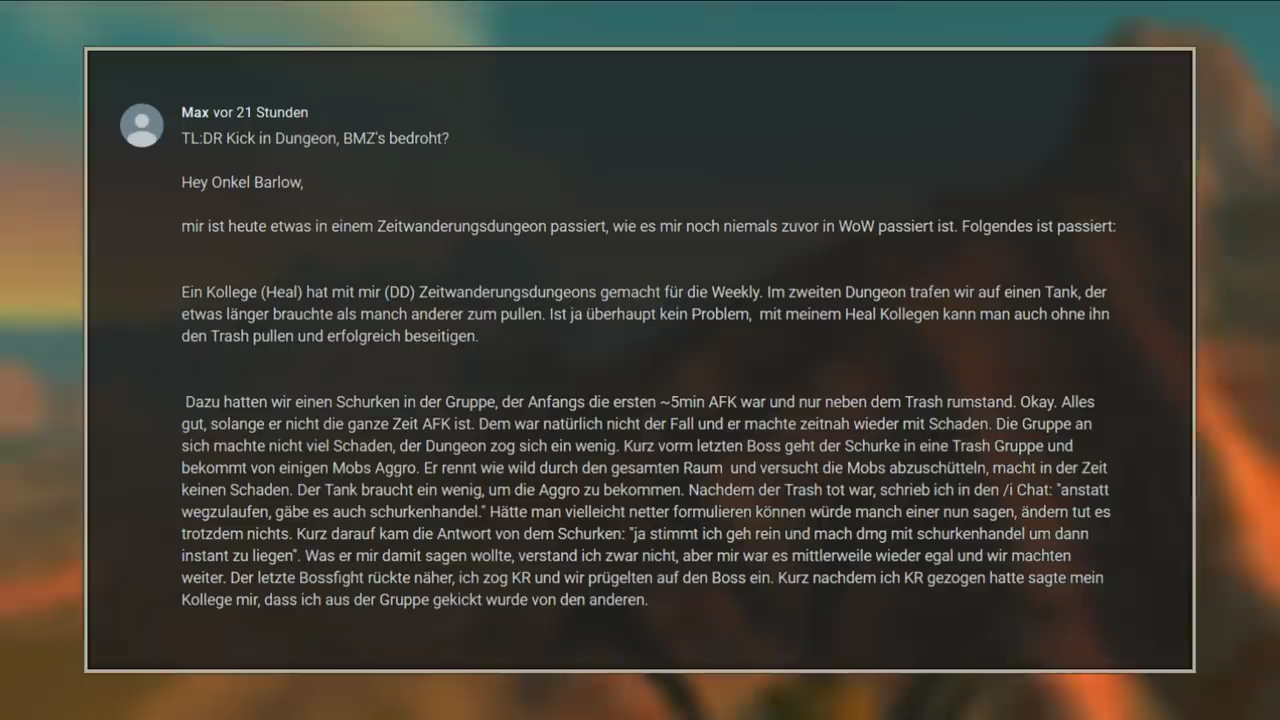 Max vor 21 Stunden
TL:DR Kick in Dungeon, BMZ's bedroht?
Hey Onkel Barlow,
mir ist heute etwas in einem Zeitwanderungsdungeon passiert, wie es mir noch niemals zuvor in WoW passiert ist. Folgendes ist passiert:
Ein Kollege (Heal) hat mit mir (DD) Zeitwanderungsdungeons gemacht für die Weekly. Im zweiten Dungeon trafen wir auf einen Tank, der
etwas länger brauchte als manch anderer zum pullen. Ist ja überhaupt kein Problem, mit meinem Heal Kollegen kann man auch ohne ihn
den Trash pullen und erfolgreich beseitigen.
Dazu hatten wir einen Schurken in der Gruppe, der Anfangs die ersten ~5min AFK war und nur neben dem Trash rumstand. Okay. Alles
gut, solange er nicht die ganze Zeit AFK ist. Dem war natürlich nicht der Fall und er machte zeitnah wieder mit Schaden. Die Gruppe an
sich machte nicht viel Schaden, der Dungeon zog sich ein wenig. Kurz vorm letzten Boss geht der Schurke in eine Trash Gruppe und
bekommt von einigen Mobs Aggro. Er rennt wie wild durch den gesamten Raum und versucht die Mobs abzuschütteln, macht in der Zeit
keinen Schaden. Der Tank braucht ein wenig, um die Aggro zu bekommen. Nachdem der Trash tot war, schrieb ich in den /i Chat: "anstatt
wegzulaufen, gäbe es auch schurkenhandel." Hätte man vielleicht netter formulieren können würde manch einer nun sagen, ändern tut es
trotzdem nichts. Kurz darauf kam die Antwort von dem Schurken: "ja stimmt ich geh rein und mach dmg mit schurkenhandel um dann
instant zu liegen". Was er mir damit sagen wollte, verstand ich zwar nicht, aber mir war es mittlerweile wieder egal und wir machten
weiter. Der letzte Bossfight rückte näher, ich zog KR und wir prügelten auf den Boss ein. Kurz nachdem ich KR gezogen hatte sagte mein
Kollege mir, dass ich aus der Gruppe gekickt wurde von den anderen.